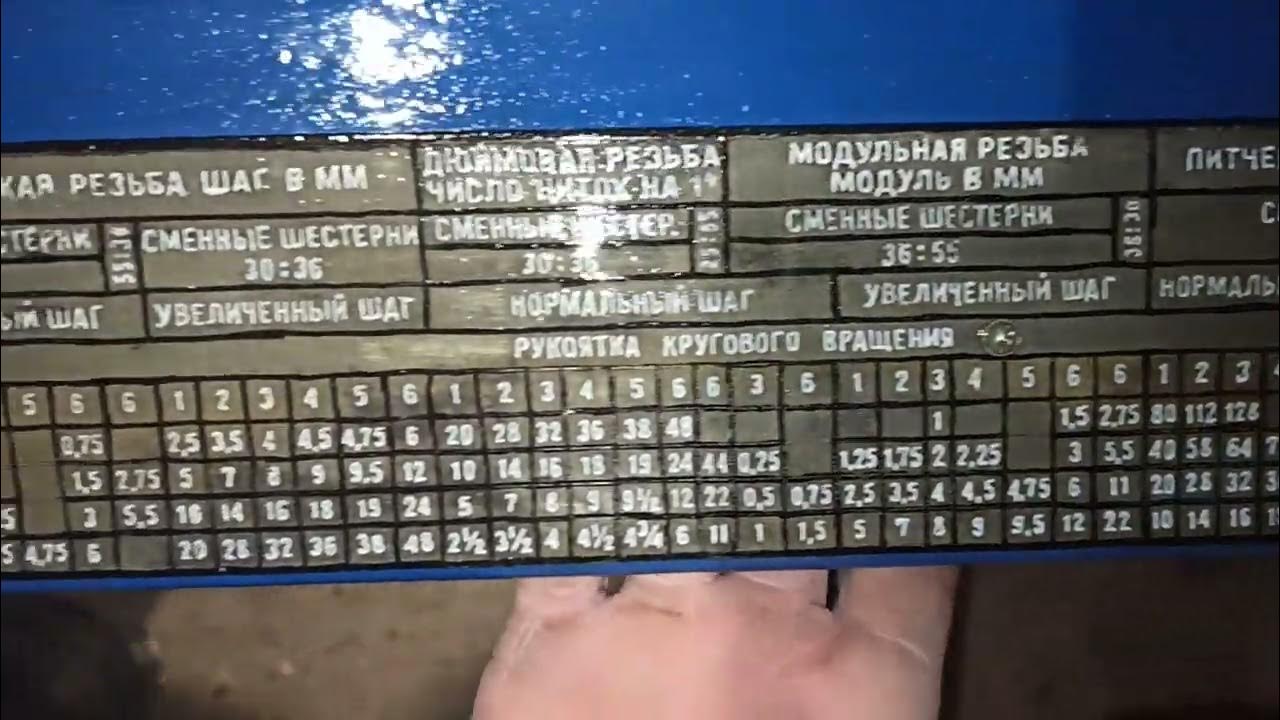 КАЯ РЕЗЬБА ШАГ В ММ ДЮЙМОВАЯ РЕЗЬБА МОДУЛЬНАЯ РЕЗЬБА ПИТЧЕ
ЧИСЛО НИТОК НА 1" МОДУЛЬ В ММ
СТЕРНИ СМЕННЫЕ ШЕСТЕРНИ СМЕННЫЕ СМЕННЫЕ ШЕСТЕРНИ С
30:36 36:55
ЫЙ ШАГ УВЕЛИЧЕННЫЙ ШАГ НОРМАЛЬНЫЙ ШАГ УВЕЛИЧЕННЫЙ ШАГ НОРМАЛЬ
РУКОЯТКА КРУГОВОГО ВРАЩЕНИЯ
5 6 6 1 2 3 4 5 6 1 2 3 4 5 6 6 3 6 1 2 3 4 5 6 6 1 2 3
0,75 2,5 3,5 4 4,5 4,75 6 20 28 32 36 38 48 1 1,5 2,75 80 112 128
1,5 2,75 5 7 8 9 9,5 12 10 14 16 18 19 24 44 0,25 1,25 1,75 2 2,25 3 5,5 40 56 64
5 3 5,5 10 14 16 18 19 24 5 7 8 9 9½ 12 22 0,5 0,75 2,5 3,5 4 4,5 4,75 6 11 20 28 32
5 4,75 6 20 28 32 36 38 48 2½ 3½ 4 4½ 4¾ 6 11 1 1,5 5 7 8 9 9,5 12 22 10 14 16